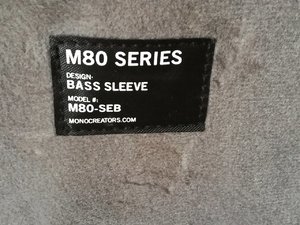 M80 SERIES
DESIGN-
BASS SLEEVE
MODEL #:
M80-SEB
MONOCREATORS.COM